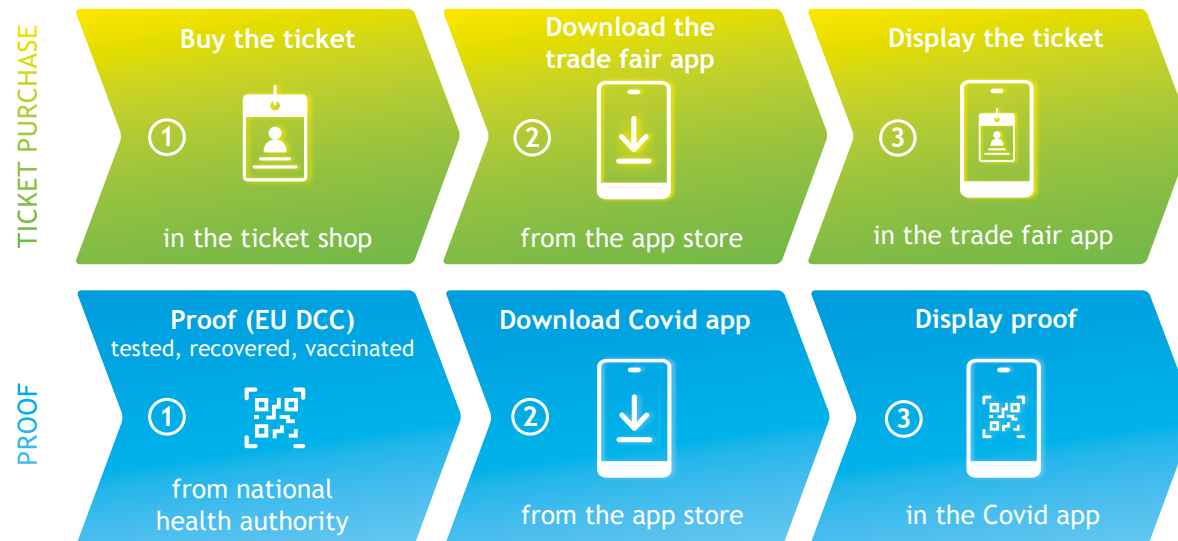 TICKET PURCHASE
Buy the ticket
1
in the ticket shop
Download the
trade fair app
2
from the app store
Display the ticket
3
in the trade fair app
PROOF
Proof (EU DCC)
tested, recovered, vaccinated
1
from national
health authority
Download Covid app
2
from the app store
Display proof
3
in the Covid app